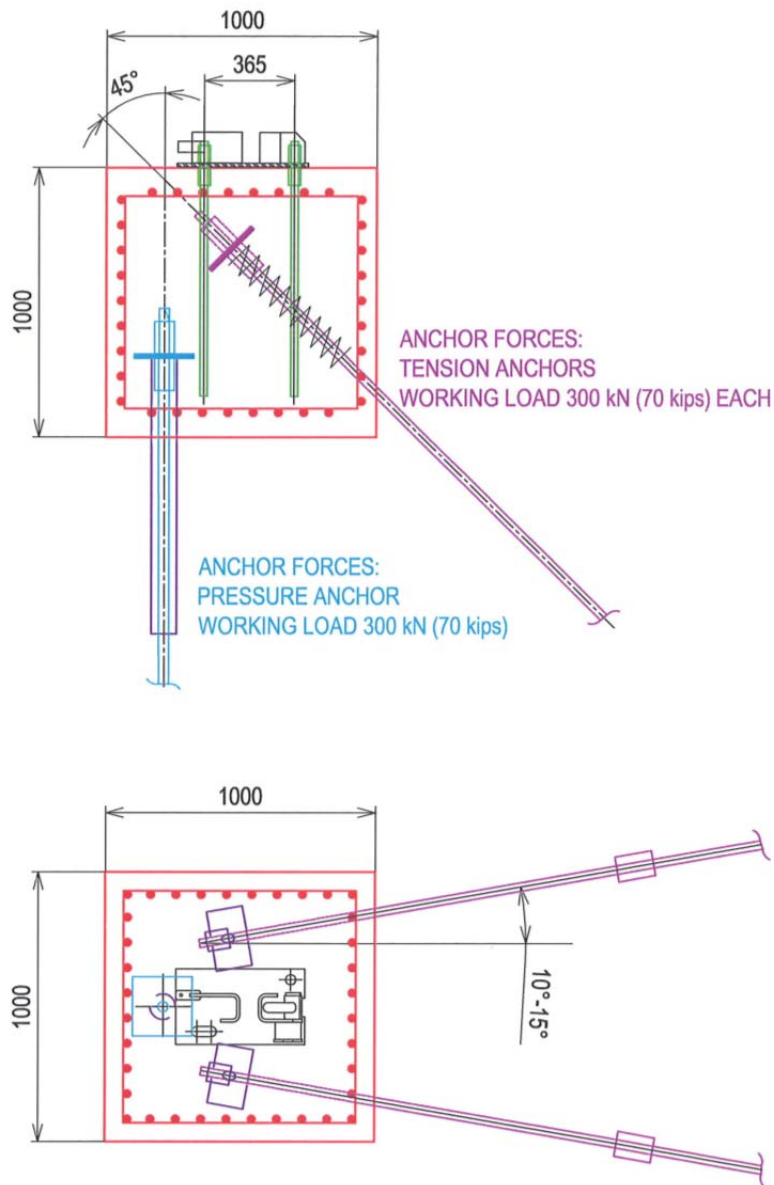 1000
365
45°
1000
ANCHOR FORCES:
TENSION ANCHORS
WORKING LOAD 300 kN (70 kips) EACH
ANCHOR FORCES:
PRESSURE ANCHOR
WORKING LOAD 300 kN (70 kips)
1000
1000
10°-15°